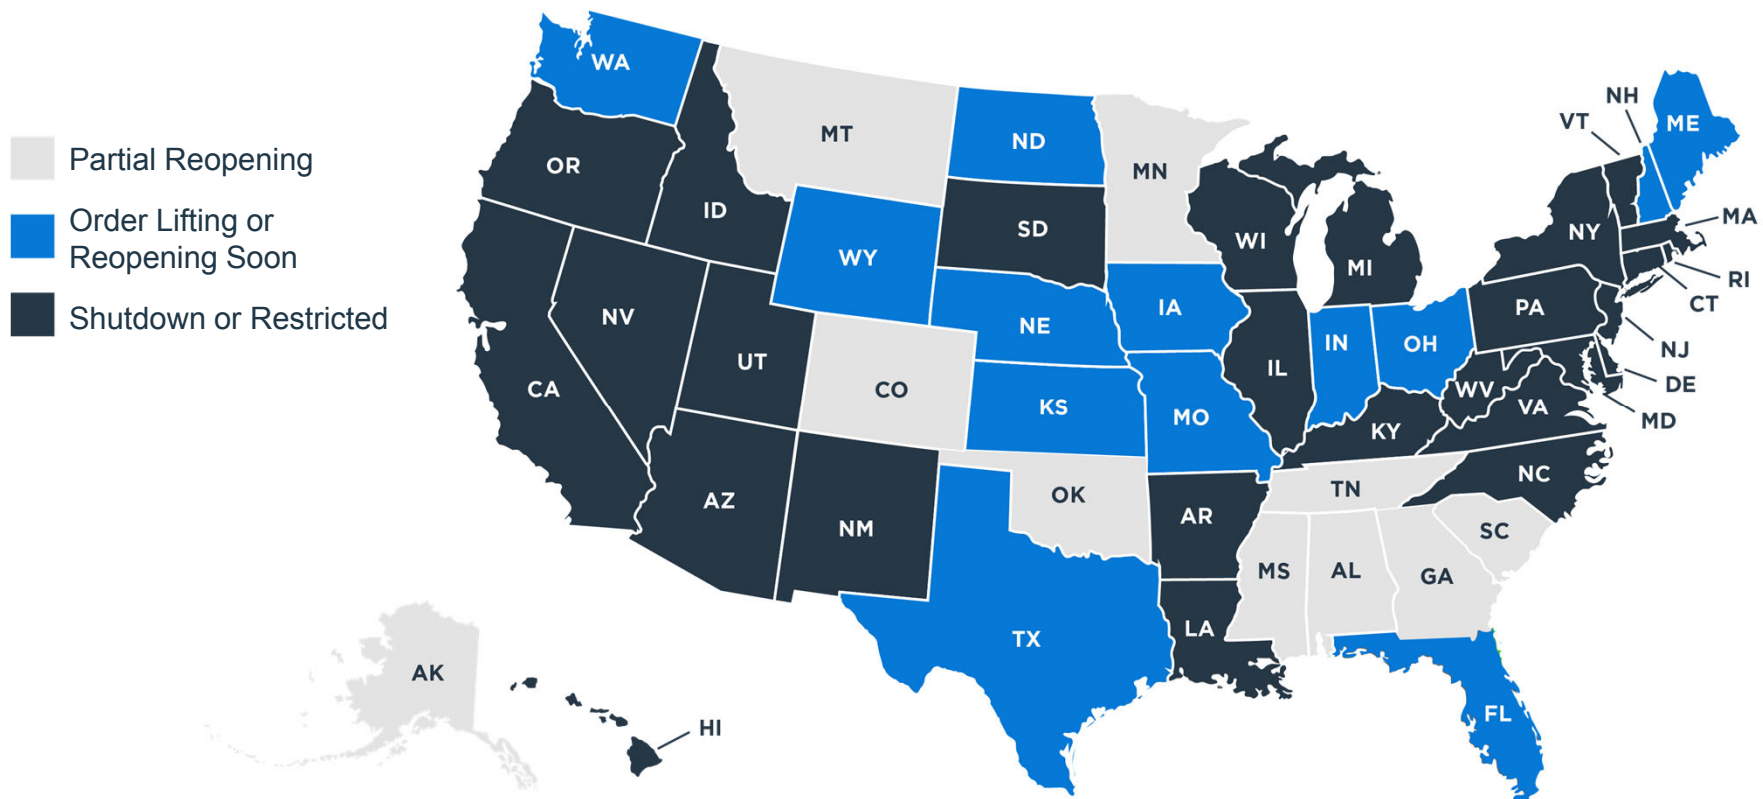 Partial Reopening
Order Lifting or
Reopening Soon
Shutdown or Restricted
WA
MT
ND
MN
NH
VT
ME
OR
ID
SD
WI
MI
NY
MA
WY
RI
CT
NV
NE
IA
IN
OH
PA
NJ
UT
CO
IL
WV
DE
CA
KS
MO
KY
VA
MD
AZ
NM
OK
AR
TN
NC
MS
AL
GA
SC
TX
LA
FL
AK
HI